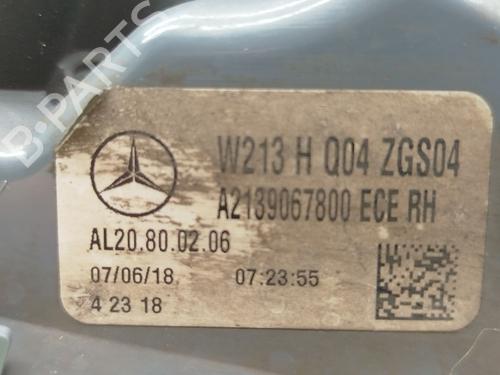 B-PARTS
W213 H Q04 ZGS04
A2139067800 ECE RH
AL20.80.02.06
07/06/18 07:23:55
4 23 18